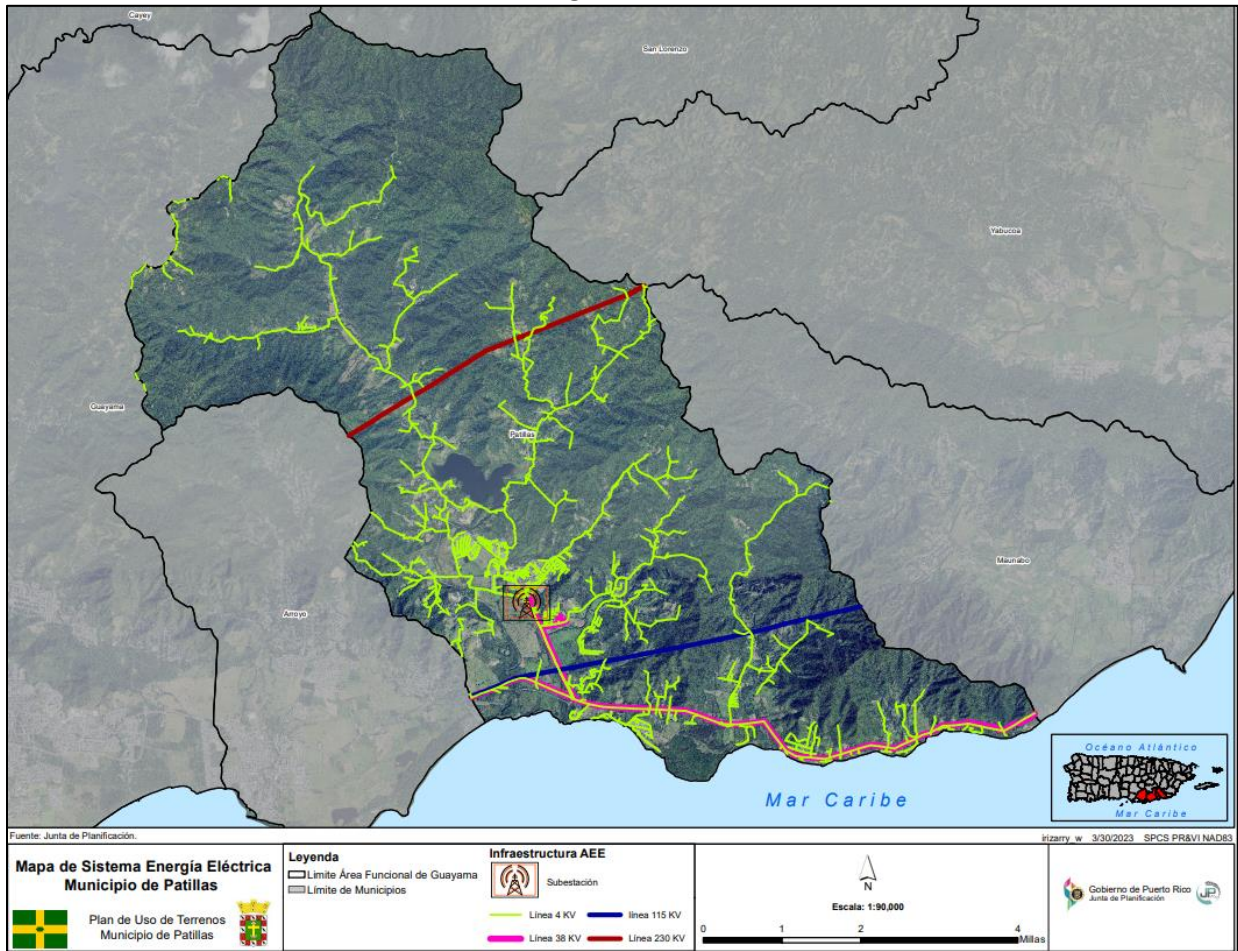 Cayey
San Lorenzo
Yabucoa
Guayama
Patillas
Maunabo
Arroyo
Océano Atlántico
Mar Caribe
Mar Caribe
Fuente: Junta de Planificación.
irizarry_w 3/30/2023 SPCS PR&VI NAD83
Mapa de Sistema Energía Eléctrica
Municipio de Patillas
Plan de Uso de Terrenos
Municipio de Patillas
Leyenda
Limite Área Funcional de Guayama
Límite de Municipios
Infraestructura AEE
Subestación
Línea 4 KV
línea 115 KV
Línea 38 KV
Línea 230 KV
N
Escala: 1:90,000
0 1 2 4
Millas
Gobierno de Puerto Rico
Junta de Planificación
JP